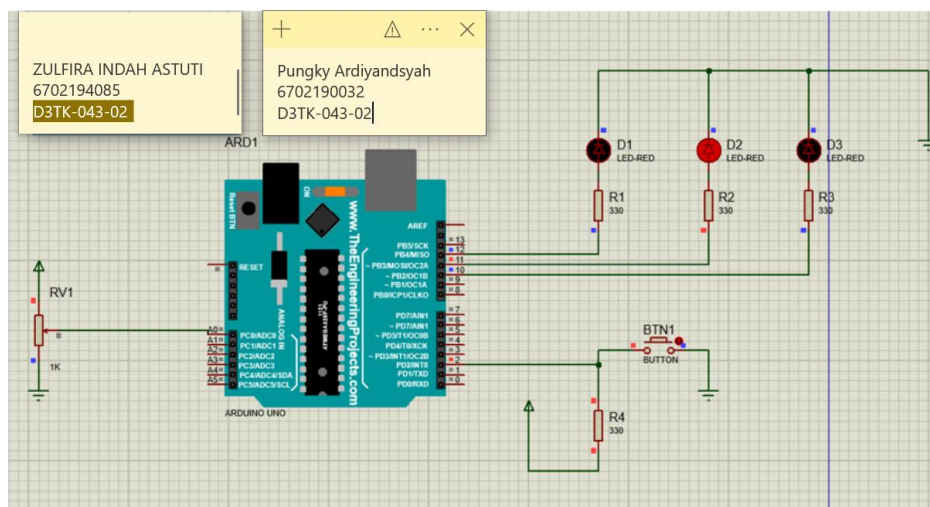 ZULFIRA INDAH ASTUTI
6702194085
D3TK-043-02
Pungky Ardiyandsyah
6702190032
D3TK-043-02
ARD1
D1
LED-RED
D2
LED-RED
D3
LED-RED
R1
330
R2
330
R3
330
Reset BTN
ON
www.TheEngineeringProjects.com
ANALOG IN
RESET
AREF
PB5/SCK
PB4/MISO
~ PB3/MOSI/OC2A
~ PB2/OC1B
~ PB1/OC1A
PB0/ICP1/CLKO
13
12
11
10
9
8
PD7/AIN1
~ PD7/AIN1
~ PD5/T1/OC0B
PD4/T0/XCK
~ PD3/INT1/OC2B
PD2/INT0
PD1/TXD
PD0/RXD
7
6
5
4
3
2
1
0
A0
A1
A2
A3
A4
A5
PC0/ADC0
PC1/ADC1
PC2/ADC2
PC3/ADC3
PC4/ADC4/SDA
PC5/ADC5/SCL
ARDUINO UNO
RV1
1K
BTN1
BUTTON
R4
330